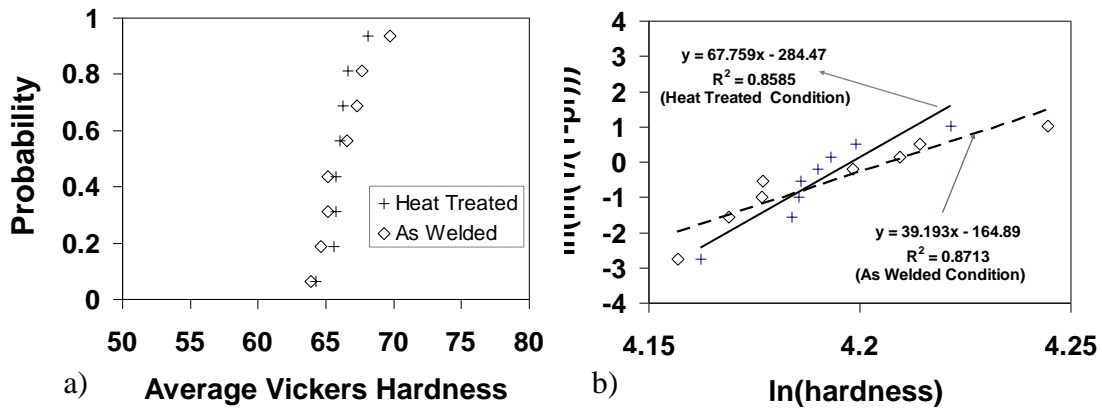 Probability
1
0.8
0.6
0.4
0.2
0
50 55 60 65 70 75 80
Heat Treated
As Welded
a) Average Vickers Hardness
4
3
2
1
0
-1
-2
-3
-4
y = 67.759x - 284.47
R² = 0.8585
(Heat Treated Condition)
y = 39.193x - 164.89
R² = 0.8713
(As Welded Condition)
4.15 4.2 4.25
b) ln(hardness)